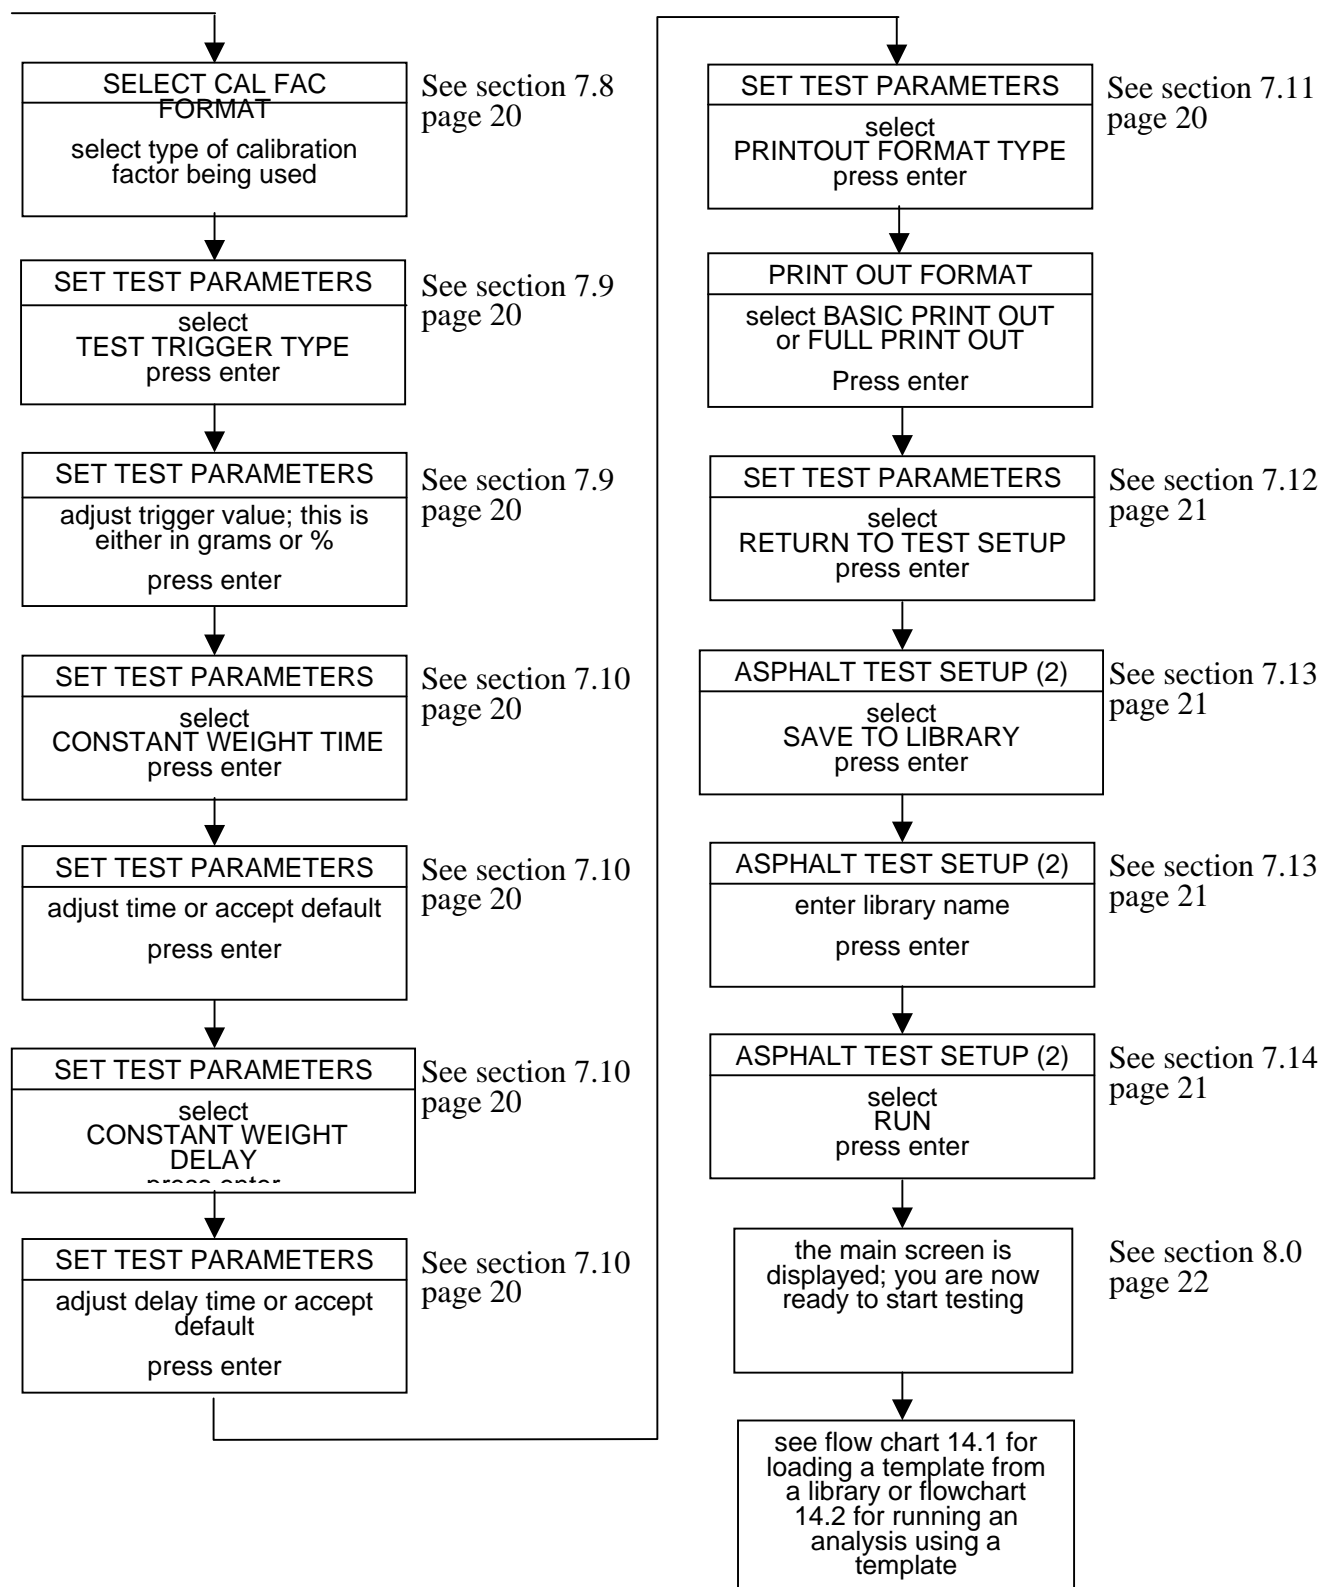 SELECT CAL FAC
FORMAT
select type of calibration
factor being used
See section 7.8
page 20
SET TEST PARAMETERS
select
TEST TRIGGER TYPE
press enter
See section 7.9
page 20
SET TEST PARAMETERS
adjust trigger value; this is
either in grams or %
press enter
See section 7.9
page 20
SET TEST PARAMETERS
select
CONSTANT WEIGHT TIME
press enter
See section 7.10
page 20
SET TEST PARAMETERS
adjust time or accept default
press enter
See section 7.10
page 20
SET TEST PARAMETERS
select
CONSTANT WEIGHT
DELAY
press enter
See section 7.10
page 20
SET TEST PARAMETERS
adjust delay time or accept
default
press enter
See section 7.10
page 20
SET TEST PARAMETERS
select
PRINTOUT FORMAT TYPE
press enter
See section 7.11
page 20
PRINT OUT FORMAT
select BASIC PRINT OUT
or FULL PRINT OUT
Press enter
SET TEST PARAMETERS
select
RETURN TO TEST SETUP
press enter
See section 7.12
page 21
ASPHALT TEST SETUP (2)
select
SAVE TO LIBRARY
press enter
See section 7.13
page 21
ASPHALT TEST SETUP (2)
enter library name
press enter
See section 7.13
page 21
ASPHALT TEST SETUP (2)
select
RUN
press enter
See section 7.14
page 21
the main screen is
displayed; you are now
ready to start testing
See section 8.0
page 22
see flow chart 14.1 for
loading a template from
a library or flowchart
14.2 for running an
analysis using a
template